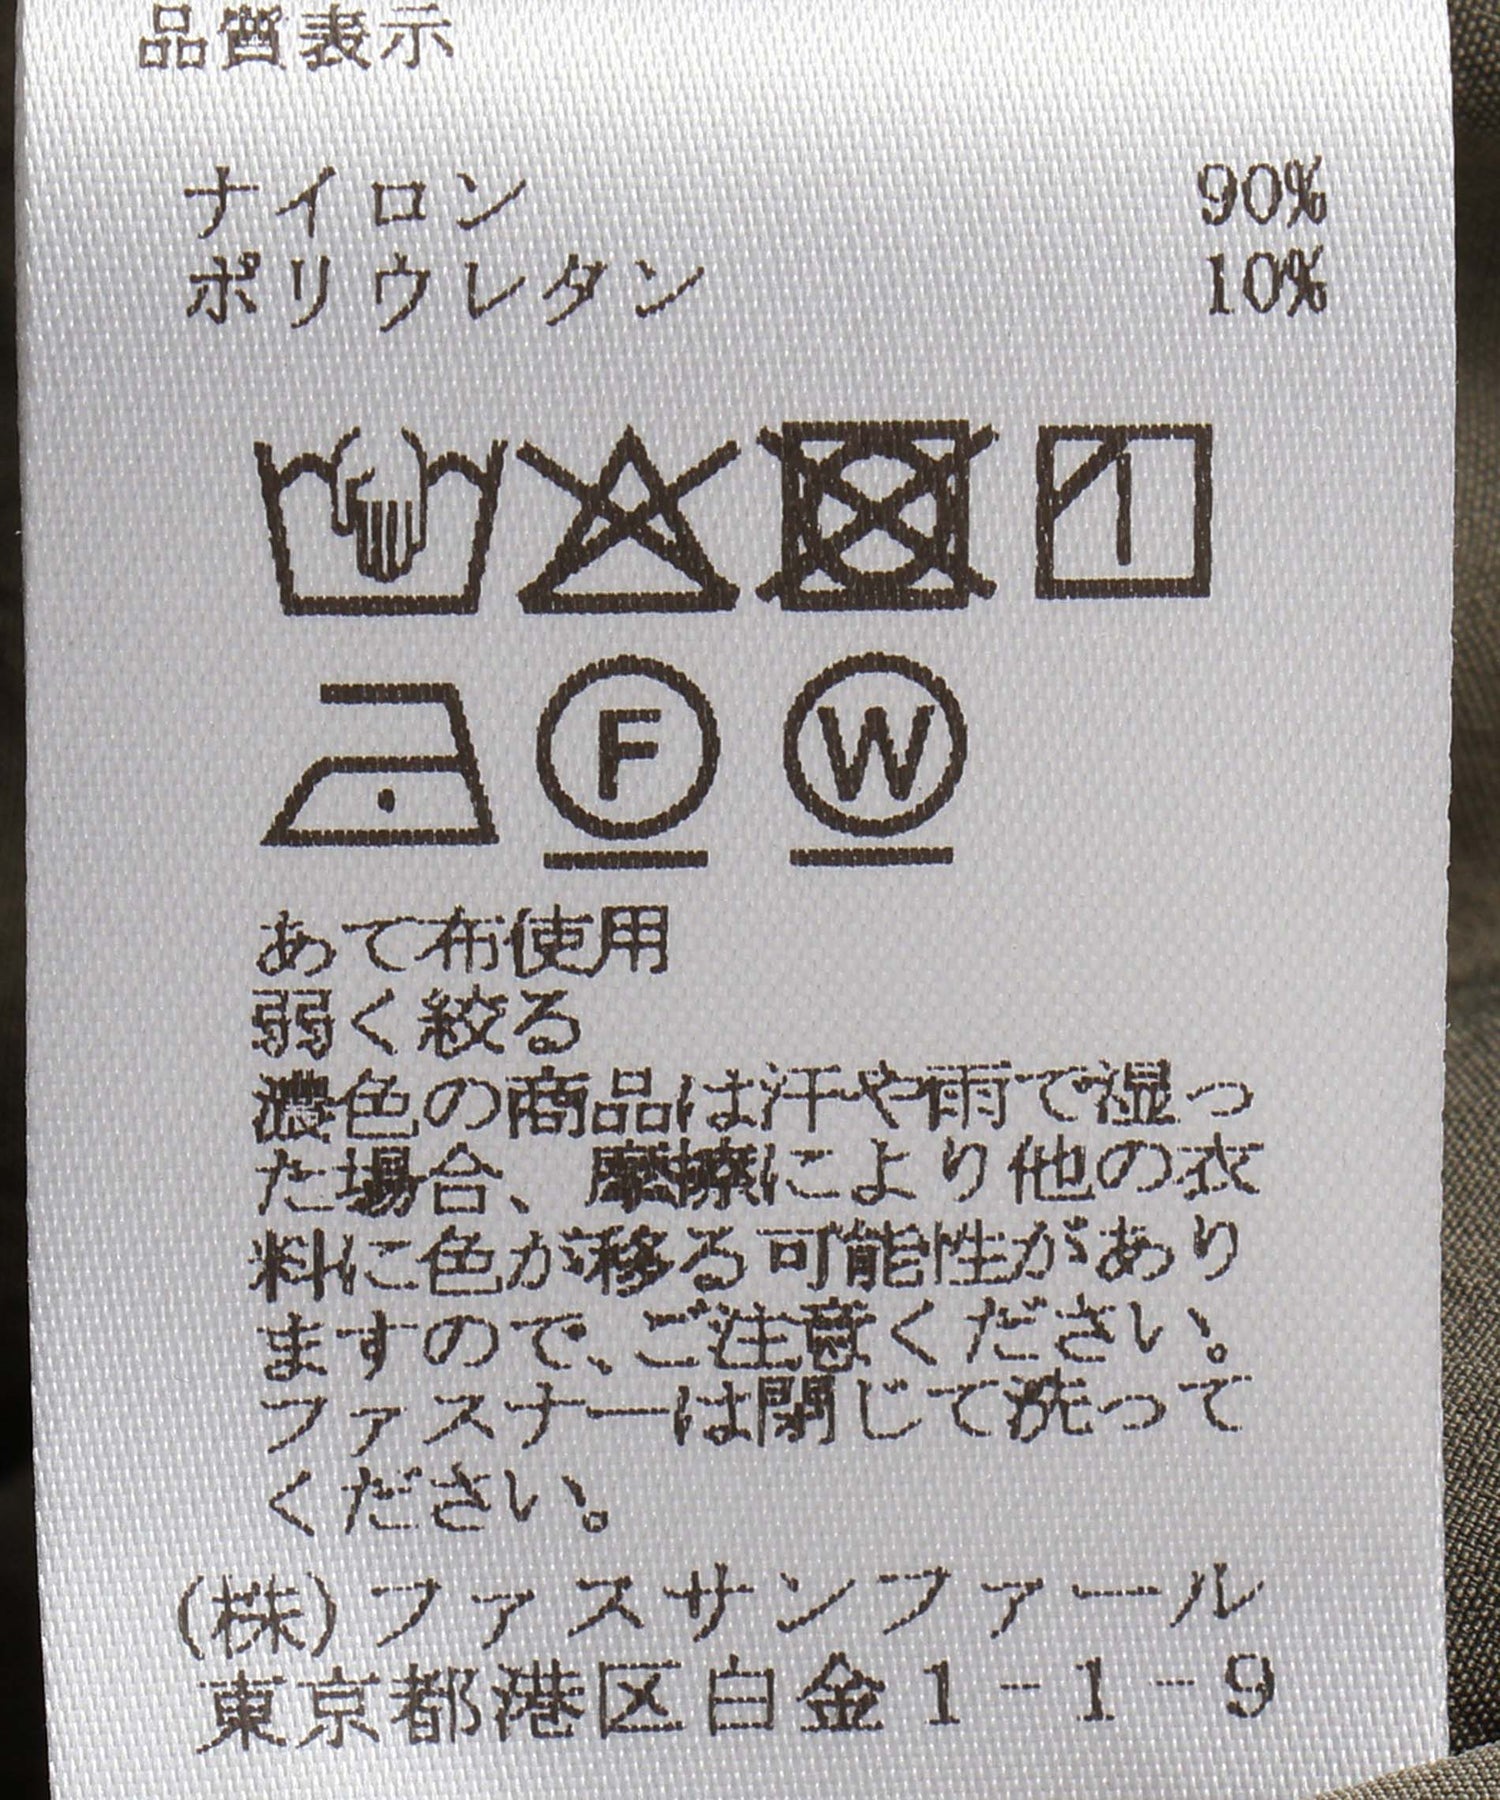 品質表示
ナイロン 90%
ポリウレタン 10%
F W
あて布使用
弱く絞る
濃色の商品は汗や雨で湿っ
た場合、摩擦により他の衣
料に色が移る可能性があり
ますので、ご注意ください。
ファスナーは閉じて洗って
ください。
(株)ファスサンファール
東京都港区白金1-1-9